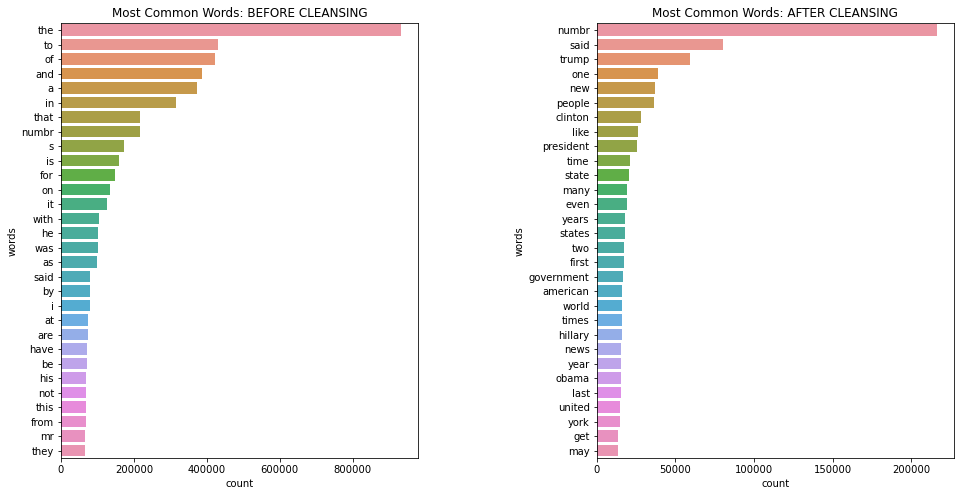 Most Common Words: BEFORE CLEANSING
words
the
to
of
and
a
in
that
numbr
s
is
for
on
it
with
he
was
as
said
by
i
at
are
have
be
his
not
this
from
mr
they
0 200000 400000 600000 800000
count
Most Common Words: AFTER CLEANSING
words
numbr
said
trump
one
new
people
clinton
like
president
time
state
many
even
years
states
two
first
government
american
world
times
hillary
news
year
obama
last
united
york
get
may
0 50000 100000 150000 200000
count